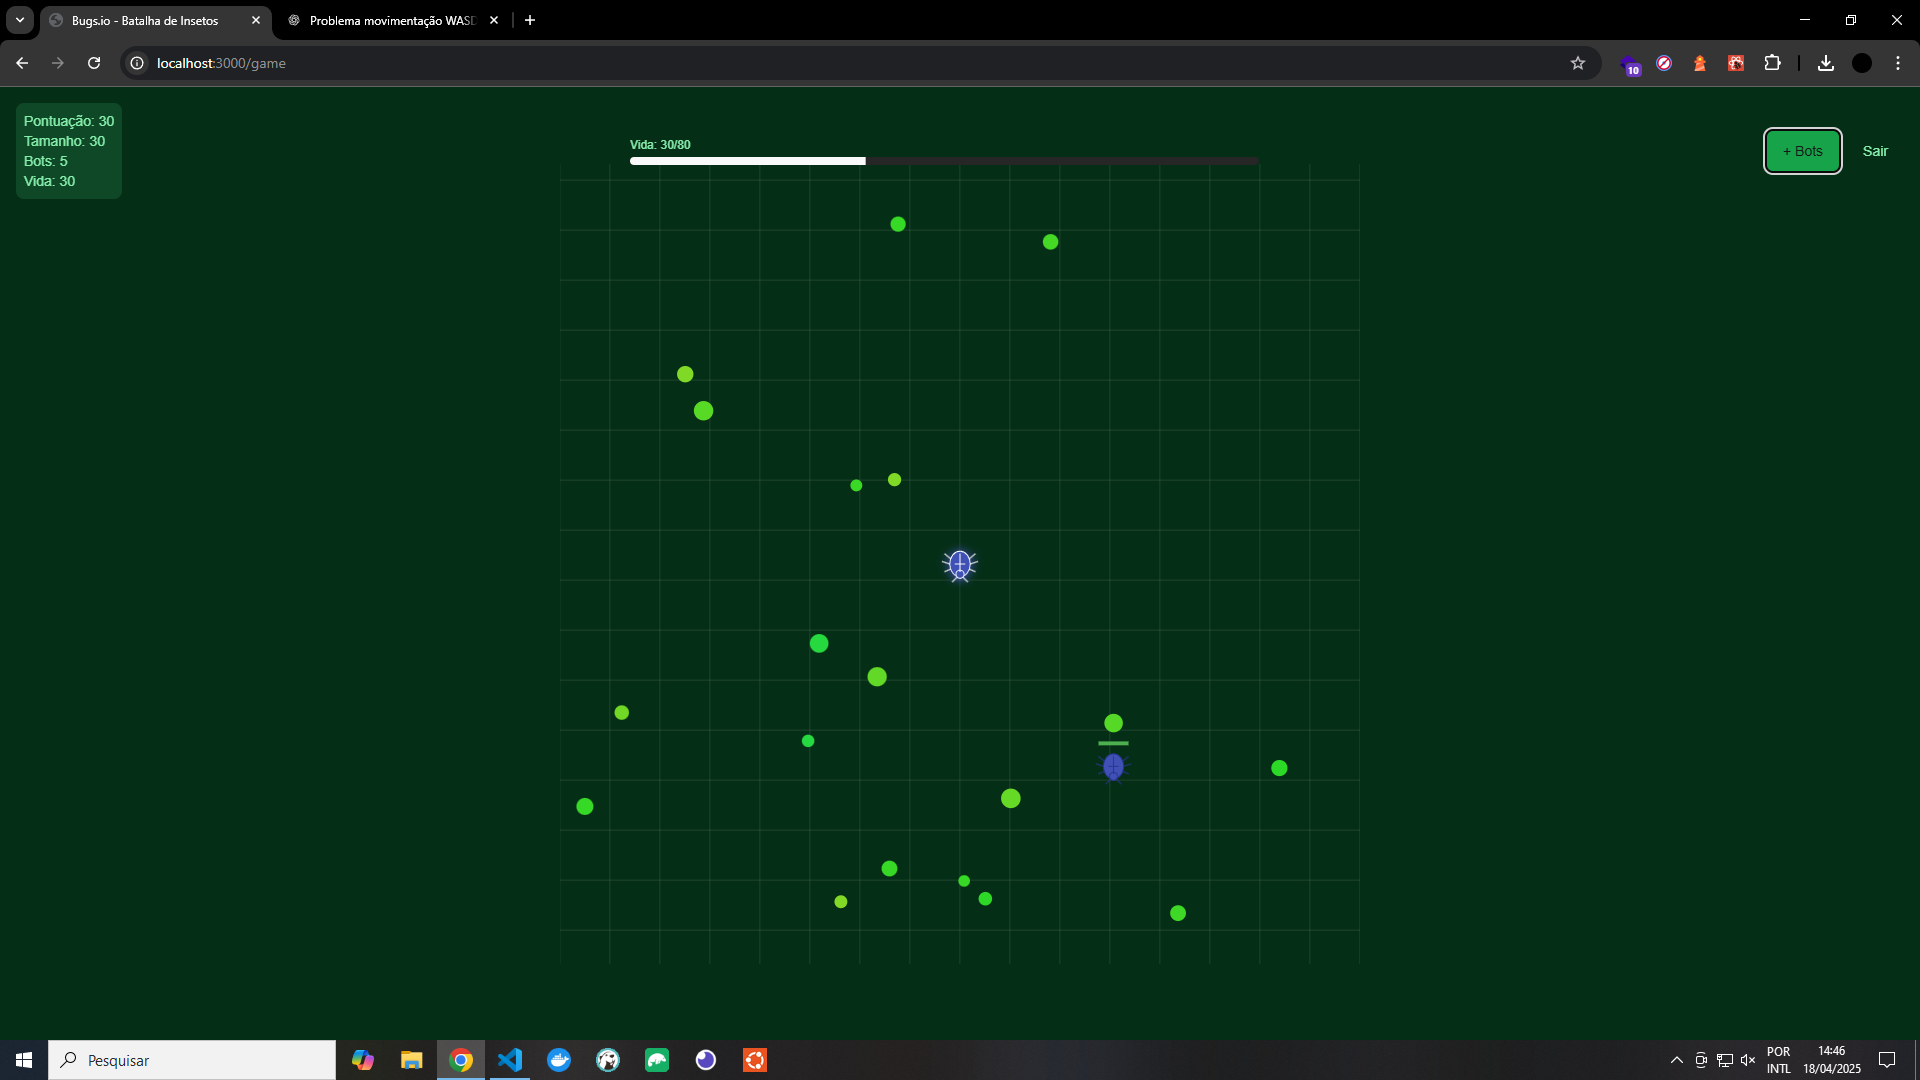 Bugs.io - Batalha de Insetos
Problema movimentação WASD
localhost:3000/game
10
Pontuação: 30
Tamanho: 30
Bots: 5
Vida: 30
Vida: 30/80
+ Bots
Sair
Pesquisar
POR
INTL
14:46
18/04/2025